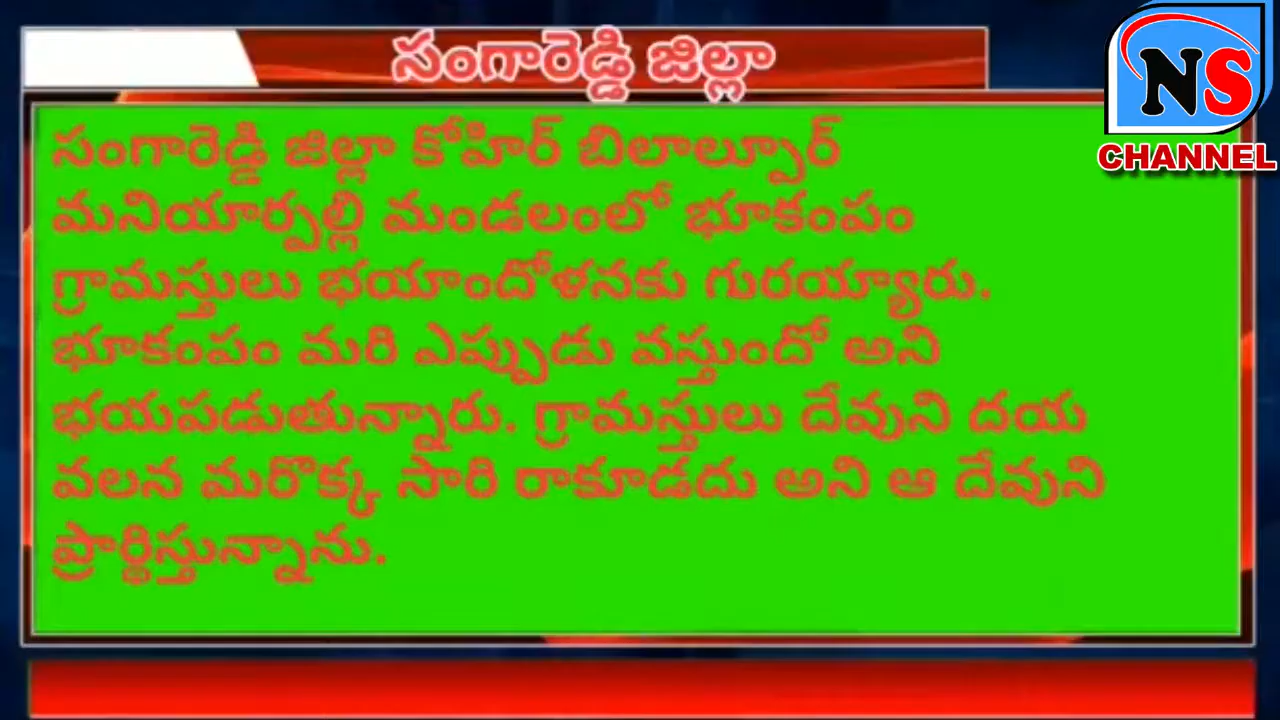 సంగారెడ్డి జిల్లా
NS
CHANNEL
సంగారెడ్డి జిల్లా కోహిర్ బిలాల్పూర్
మనియార్పల్లి మండలంలో భూకంపం
గ్రామస్తులు భయాందోళనకు గురయ్యారు.
భూకంపం మరి ఎప్పుడు వస్తుందో అని
భయపడుతున్నారు. గ్రామస్తులు దేవుని దయ
వలన మరొక్క సారి రాకూడదు అని ఆ దేవుని
ప్రార్థిస్తున్నాను.